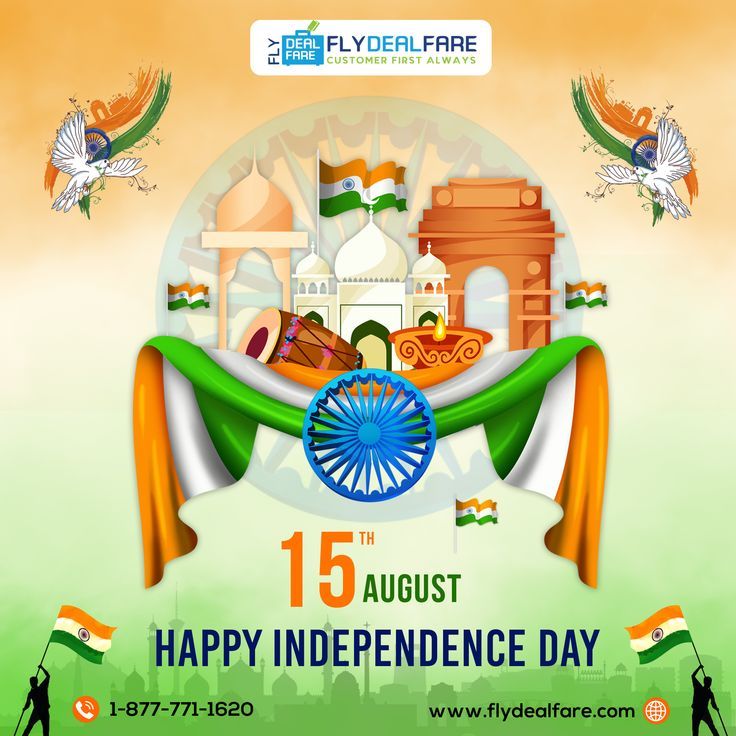 FLY
DEAL
FARE
FLYDEALFARE
CUSTOMER FIRST ALWAYS
15TH
AUGUST
HAPPY INDEPENDENCE DAY
1-877-771-1620
www.flydealfare.com